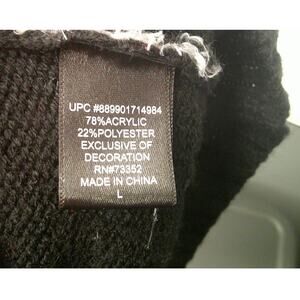 UPC #889901714984
78%ACRYLIC
22%POLYESTER
EXCLUSIVE OF
DECORATION
RN#73352
MADE IN CHINA
L